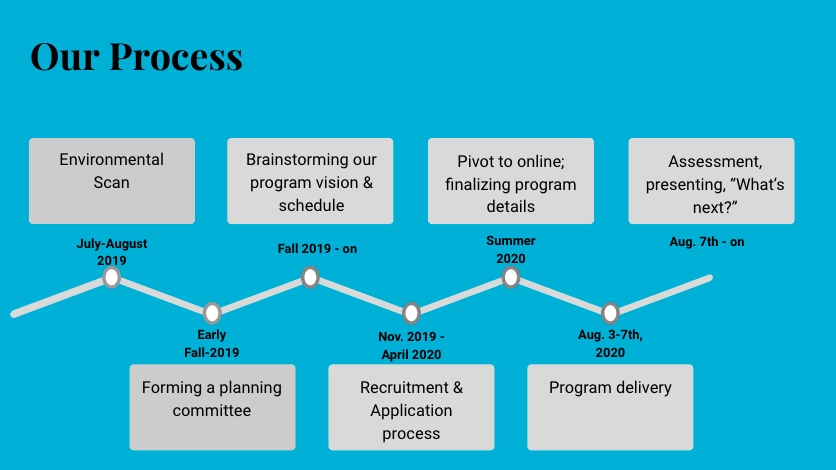 Our Process
Environmental
Scan
Brainstorming our
program vision &
schedule
Pivot to online;
finalizing program
details
Assessment,
presenting, “What’s
next?”
July-August
2019
Fall 2019 - on
Summer
2020
Aug. 7th - on
Early
Fall-2019
Nov. 2019 -
April 2020
Aug. 3-7th,
2020
Forming a planning
committee
Recruitment &
Application
process
Program delivery